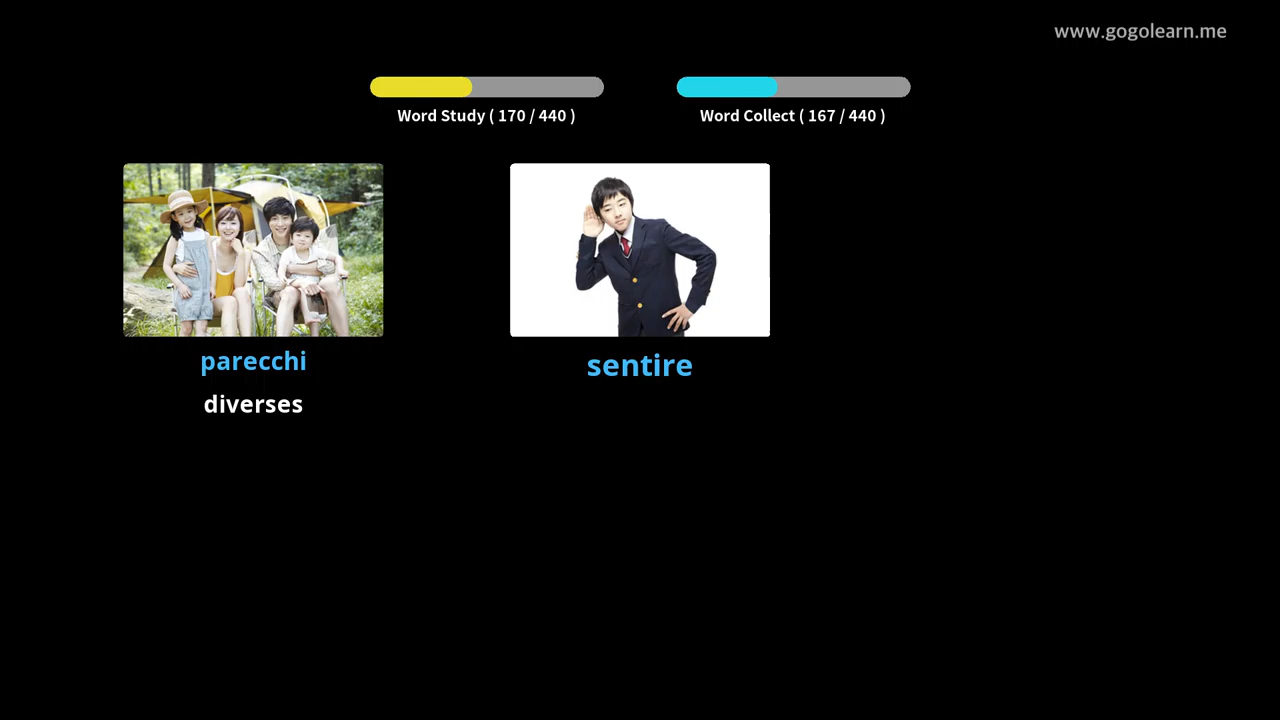 www.gogolearn.me
Word Study ( 170 / 440 )
Word Collect ( 167 / 440 )
parecchi
diverses
sentire